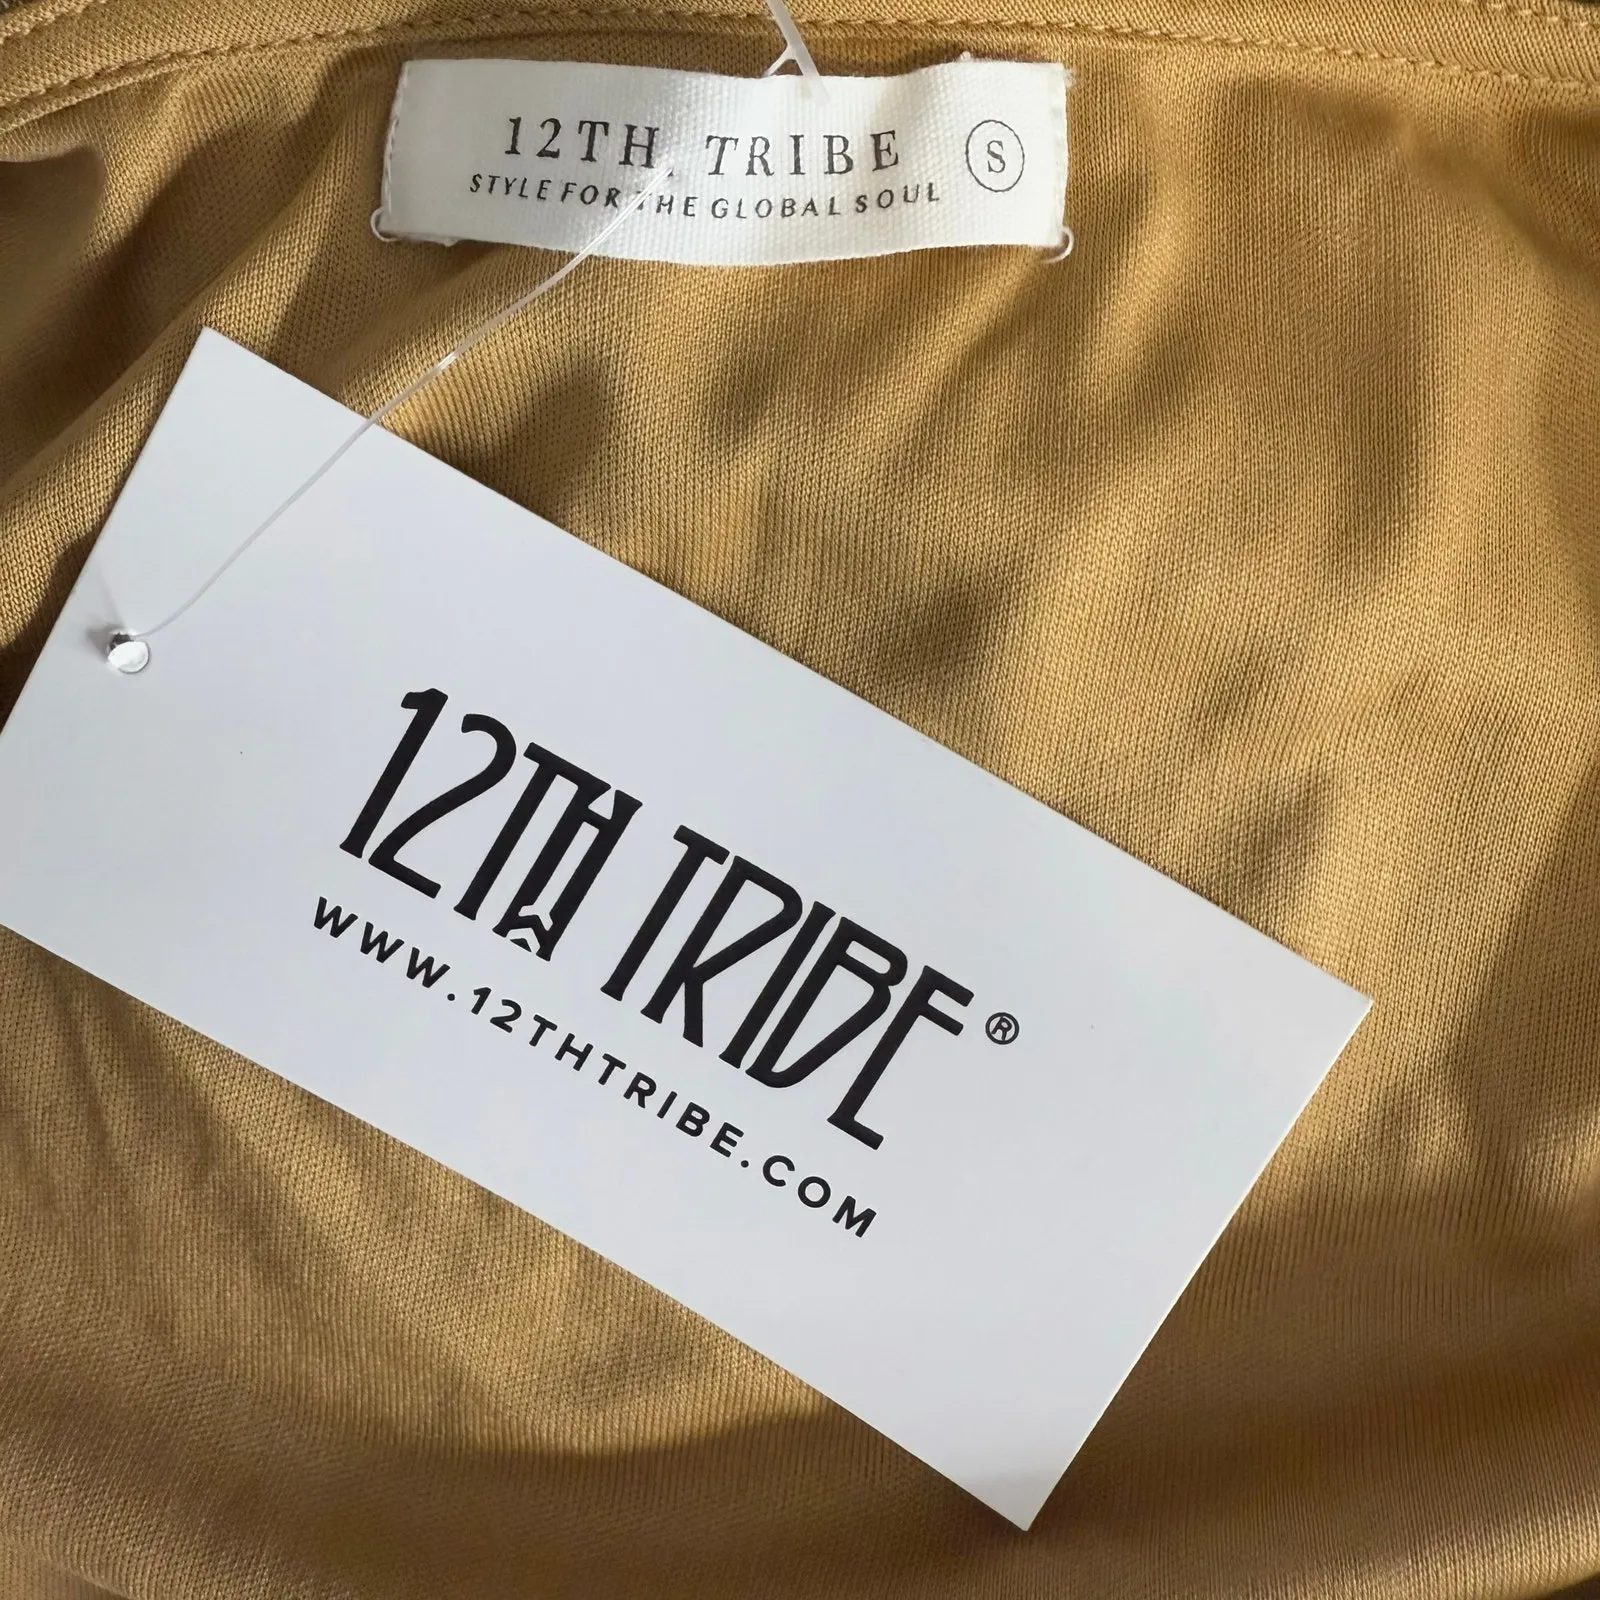 12TH TRIBE S
STYLE FOR THE GLOBAL SOUL
12TH TRIBE®
WWW.12THTRIBE.COM